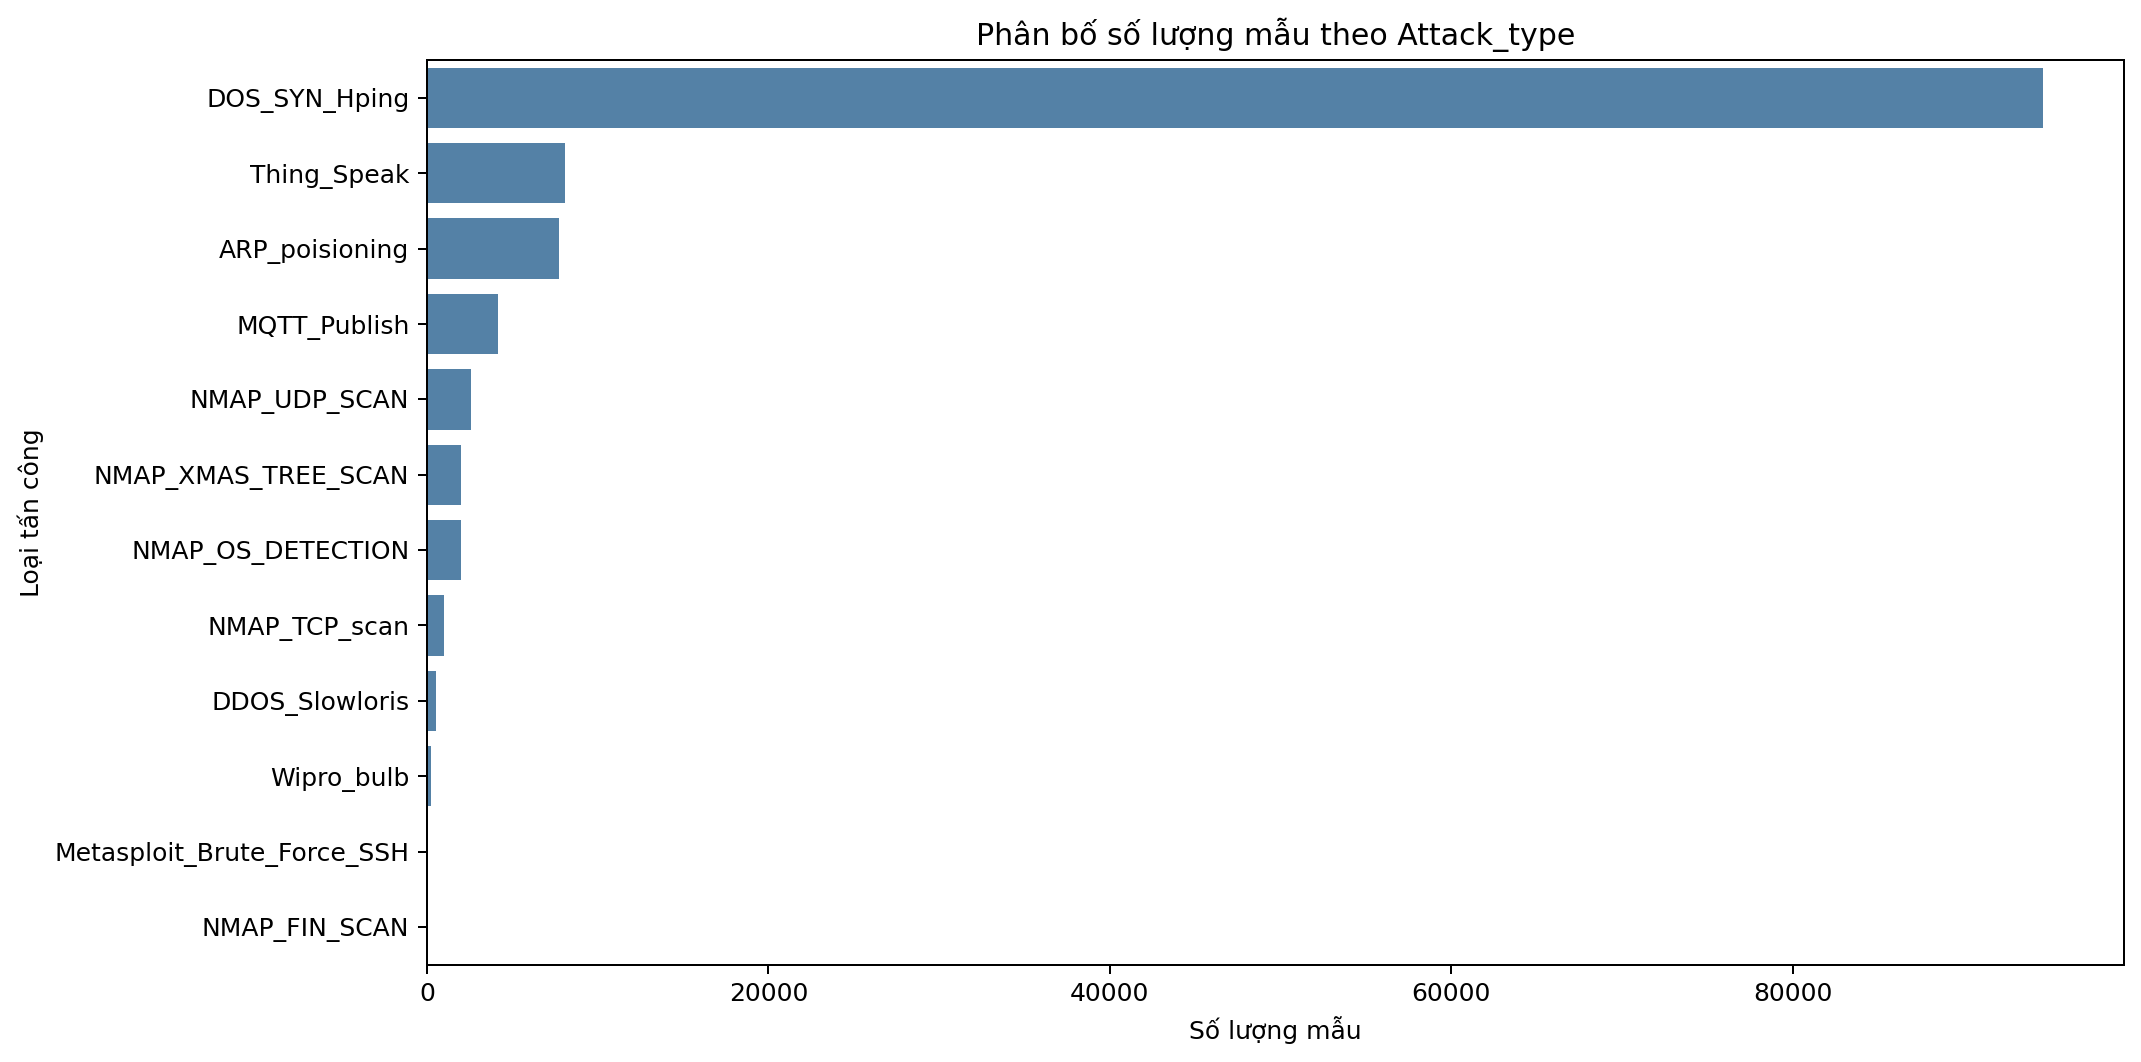 Phân bố số lượng mẫu theo Attack_type
Loại tấn công
DOS_SYN_Hping
Thing_Speak
ARP_poisioning
MQTT_Publish
NMAP_UDP_SCAN
NMAP_XMAS_TREE_SCAN
NMAP_OS_DETECTION
NMAP_TCP_scan
DDOS_Slowloris
Wipro_bulb
Metasploit_Brute_Force_SSH
NMAP_FIN_SCAN
0 20000 40000 60000 80000
Số lượng mẫu